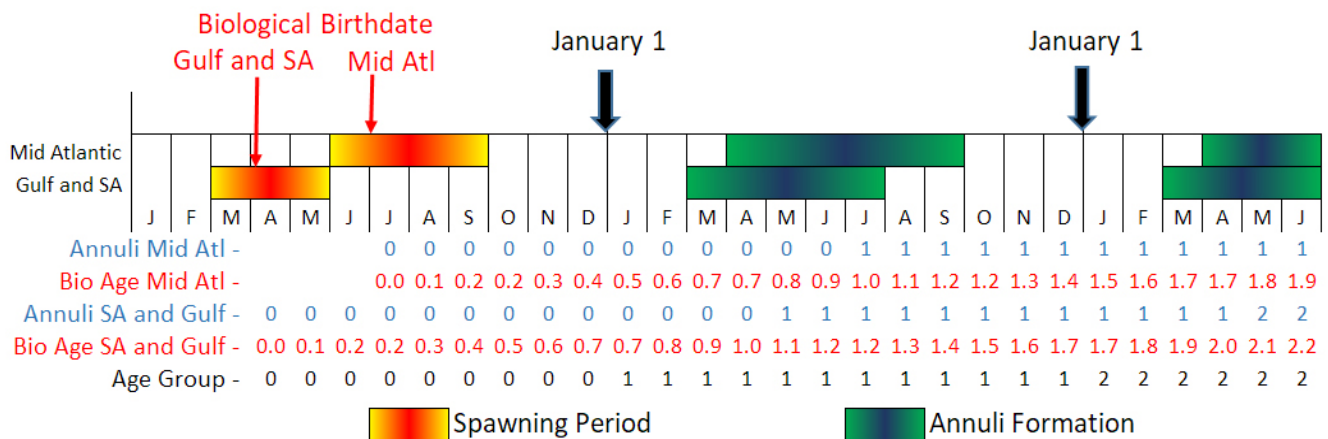 Biological Birthdate
Gulf and SA Mid Atl
January 1 January 1
Mid Atlantic
Gulf and SA
J F M A M J J A S O N D J F M A M J J A S O N D J F M A M J
Annuli Mid Atl - 0 0 0 0 0 0 0 0 0 0 0 0 1 1 1 1 1 1 1 1 1 1 1 1
Bio Age Mid Atl - 0.0 0.1 0.2 0.2 0.3 0.4 0.5 0.6 0.7 0.7 0.8 0.9 1.0 1.1 1.2 1.2 1.3 1.4 1.5 1.6 1.7 1.7 1.8 1.9
Annuli SA and Gulf - 0 0 0 0 0 0 0 0 0 0 0 0 0 1 1 1 1 1 1 1 1 1 1 1 1 2 2
Bio Age SA and Gulf - 0.0 0.1 0.2 0.2 0.3 0.4 0.5 0.6 0.7 0.7 0.8 0.9 1.0 1.1 1.2 1.2 1.3 1.4 1.5 1.6 1.7 1.7 1.8 1.9 2.0 2.1 2.2
Age Group - 0 0 0 0 0 0 0 0 0 1 1 1 1 1 1 1 1 1 1 1 1 2 2 2 2 2 2
Spawning Period Annuli Formation